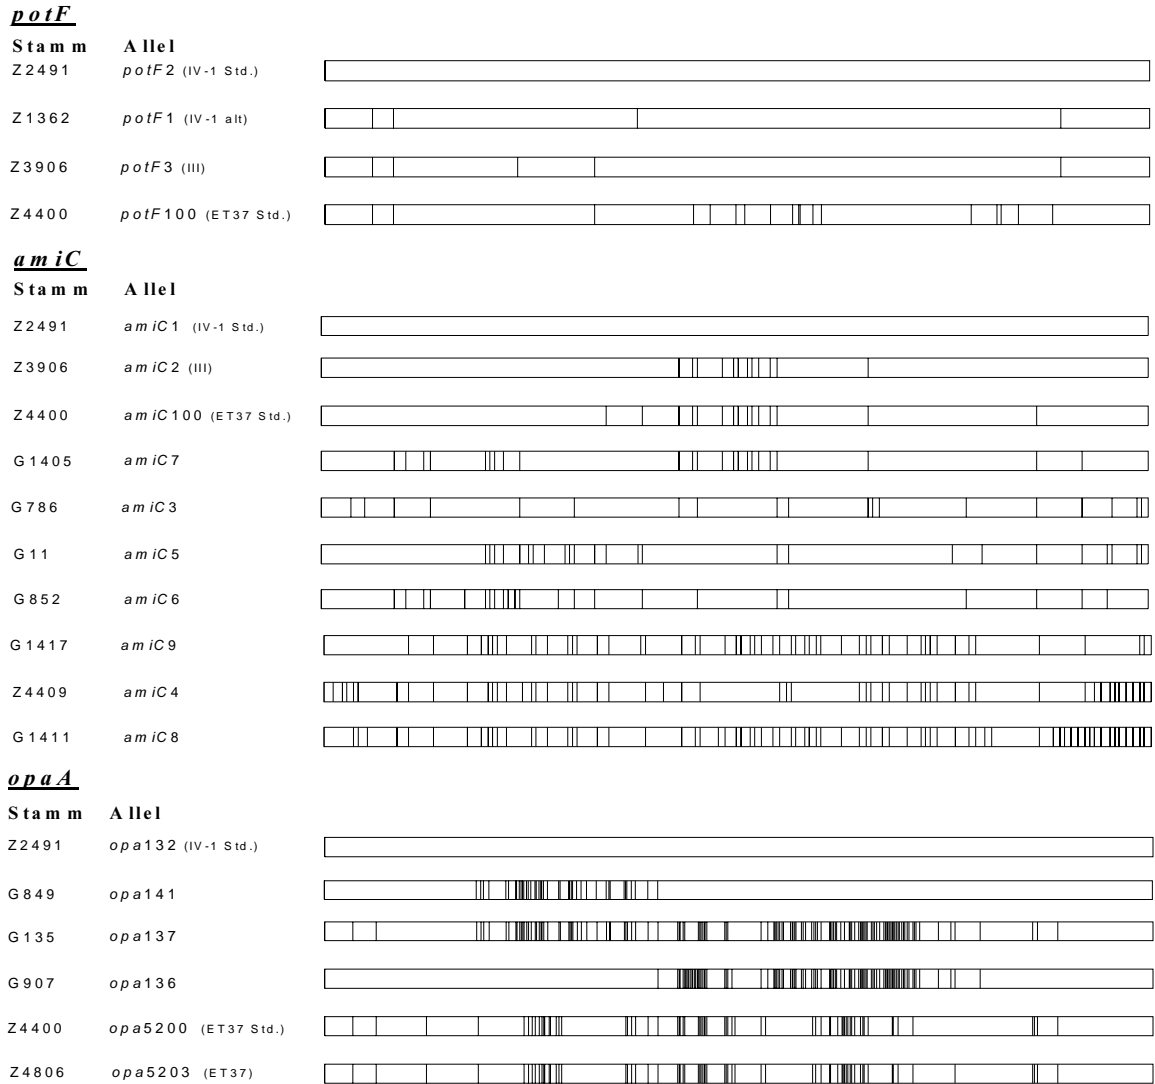 potF
Stamm Allel
Z2491 potF2 (IV-1 Std.)
Z1362 potF1 (IV-1 alt)
Z3906 potF3 (III)
Z4400 potF100 (ET37 Std.)
amiC
Stamm Allel
Z2491 amiC1 (IV-1 Std.)
Z3906 amiC2 (III)
Z4400 amiC100 (ET37 Std.)
G1405 amiC7
G786 amiC3
G11 amiC5
G852 amiC6
G1417 amiC9
Z4409 amiC4
G1411 amiC8
opaA
Stamm Allel
Z2491 opa132 (IV-1 Std.)
G849 opa141
G135 opa137
G907 opa136
Z4400 opa5200 (ET37 Std.)
Z4806 opa5203 (ET37)